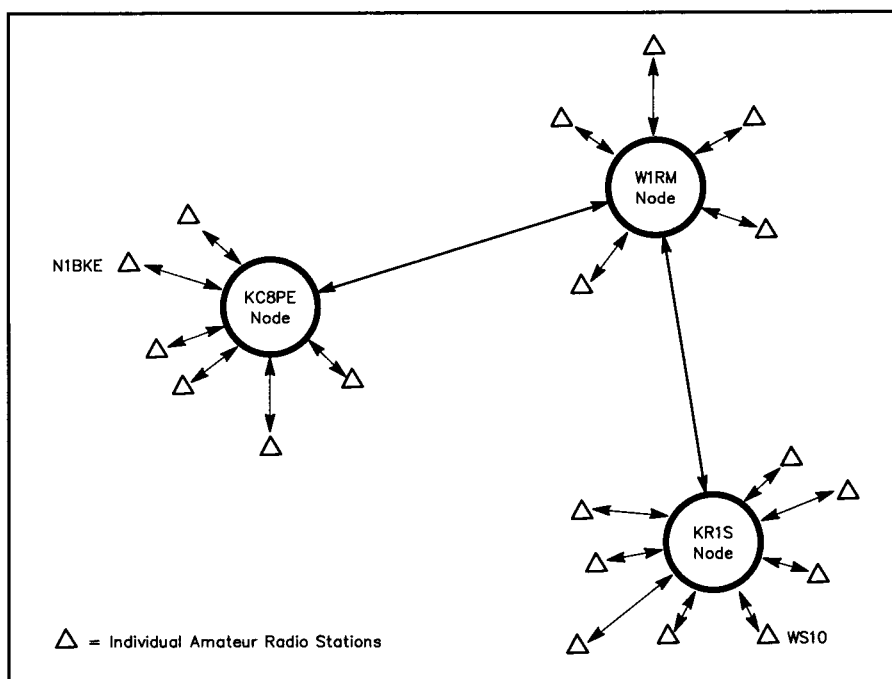 W1RM
Node
N1BKE
KC8PE
Node
KR1S
Node
WS1O
= Individual Amateur Radio Stations